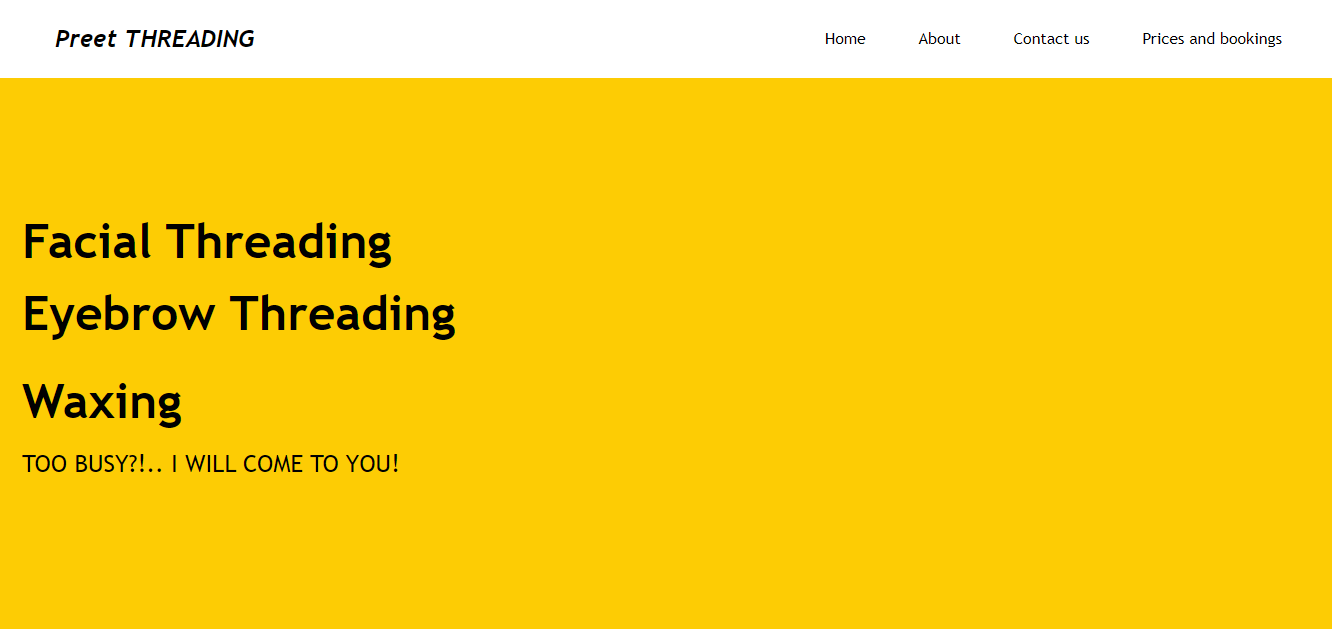 Preet THREADING
Home About Contact us Prices and bookings
Facial Threading
Eyebrow Threading
Waxing
TOO BUSY?!.. I WILL COME TO YOU!